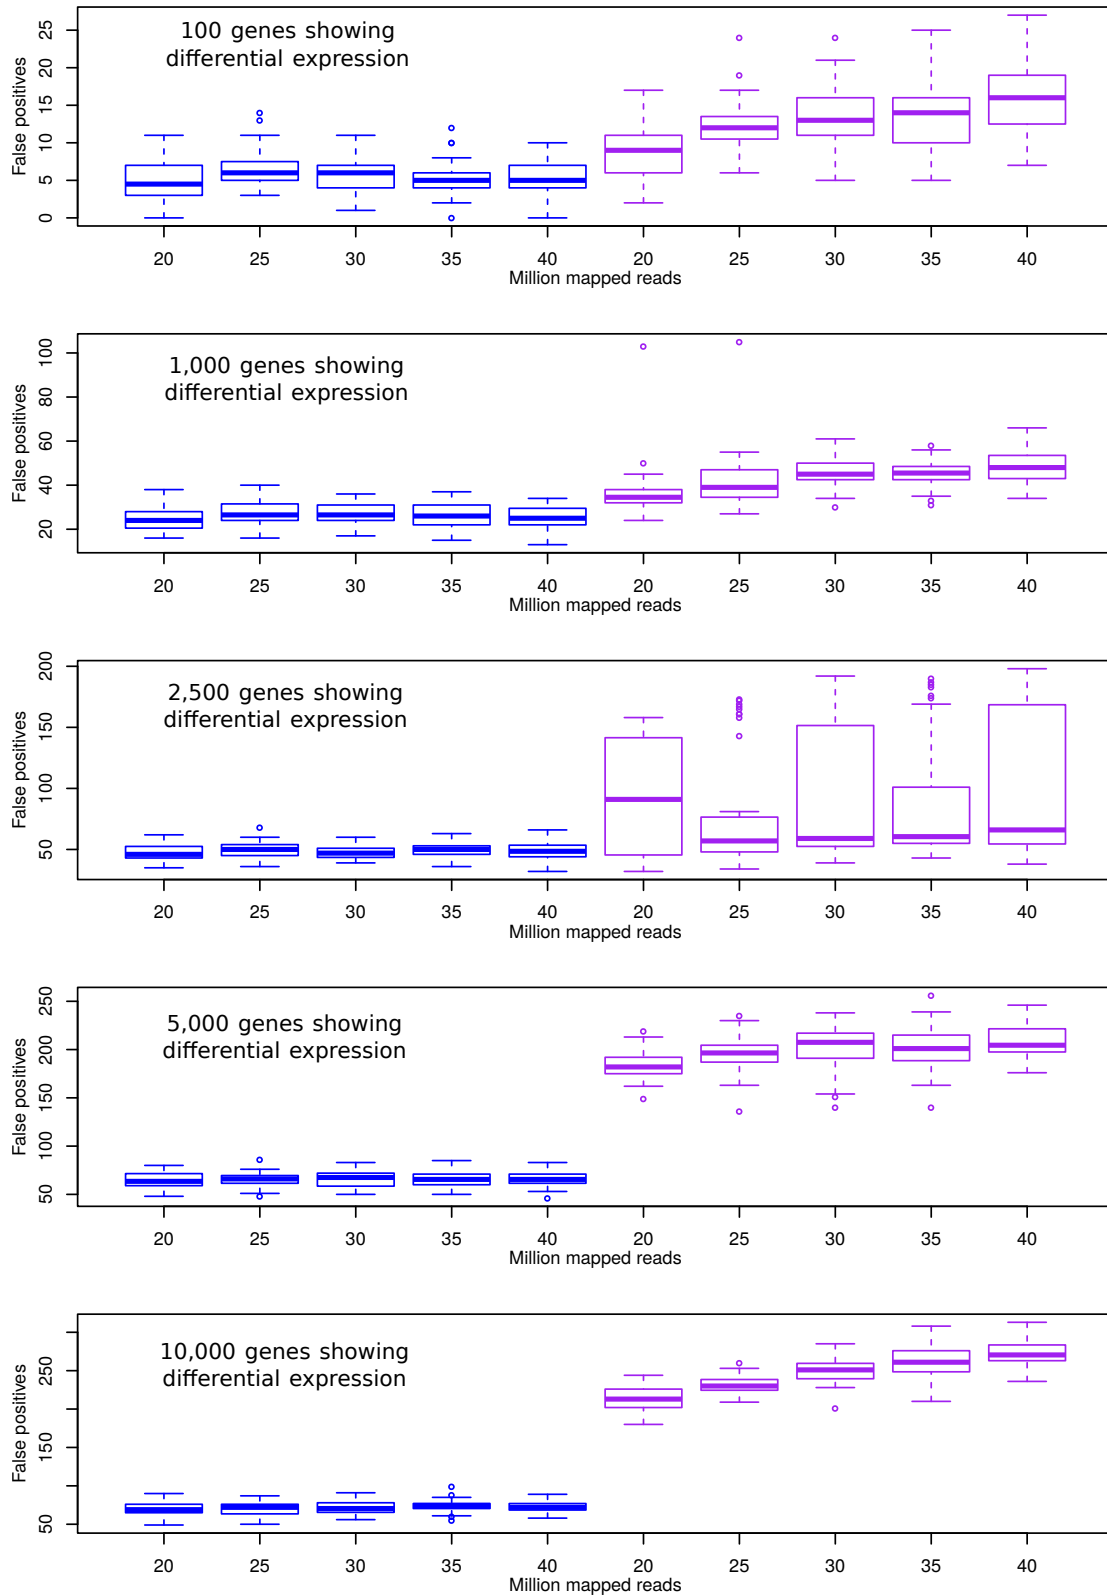 100 genes showing
differential expression
False positives
25
20
15
10
5
0
20 25 30 35 40 20 25 30 35 40
Million mapped reads
1,000 genes showing
differential expression
False positives
100
80
60
40
20
20 25 30 35 40 20 25 30 35 40
Million mapped reads
2,500 genes showing
differential expression
False positives
200
150
100
50
20 25 30 35 40 20 25 30 35 40
Million mapped reads
5,000 genes showing
differential expression
False positives
250
200
150
100
50
20 25 30 35 40 20 25 30 35 40
Million mapped reads
10,000 genes showing
differential expression
False positives
250
150
50
20 25 30 35 40 20 25 30 35 40
Million mapped reads